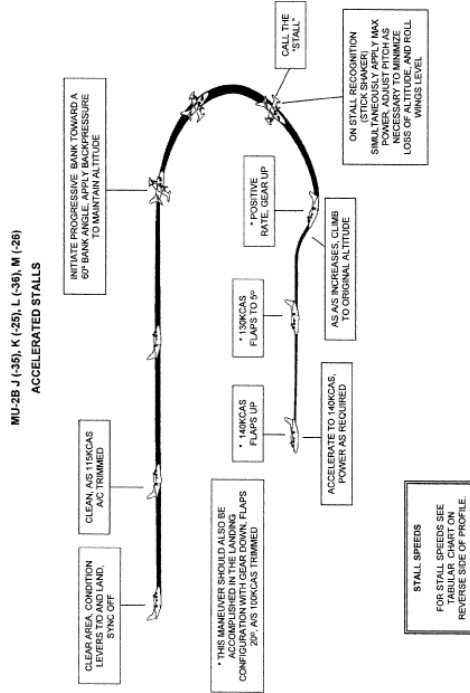 MU-2B J (-35), K (-25), L (-36), M (-26)
ACCELERATED STALLS
CLEAR AREA, CONDITION
LEVERS T/O AND LAND,
SYNC OFF
CLEAN, A/S 115KCAS
A/C TRIMMED
INITIATE PROGRESSIVE BANK TOWARD A
60º BANK ANGLE, APPLY BACKPRESSURE
TO MAINTAIN ALTITUDE
CALL THE
"STALL"
ON STALL RECOGNITION
(STICK SHAKER)
SIMULTANEOUSLY APPLY MAX
POWER, ADJUST PITCH AS
NECESSARY TO MINIMIZE
LOSS OF ALTITUDE, AND ROLL
WINGS LEVEL
* POSITIVE
RATE, GEAR UP
AS A/S INCREASES, CLIMB
TO ORIGINAL ALTITUDE
* 130KCAS
FLAPS TO 5º
* 140KCAS
FLAPS UP
ACCELERATE TO 140KCAS,
POWER AS REQUIRED
* THIS MANEUVER SHOULD ALSO BE
ACCOMPLISHED IN THE LANDING
CONFIGURATION WITH GEAR DOWN, FLAPS
20º, A/S 100KCAS TRIMMED
STALL SPEEDS
FOR STALL SPEEDS SEE
TABULAR CHART ON
REVERSE SIDE OF PROFILE.